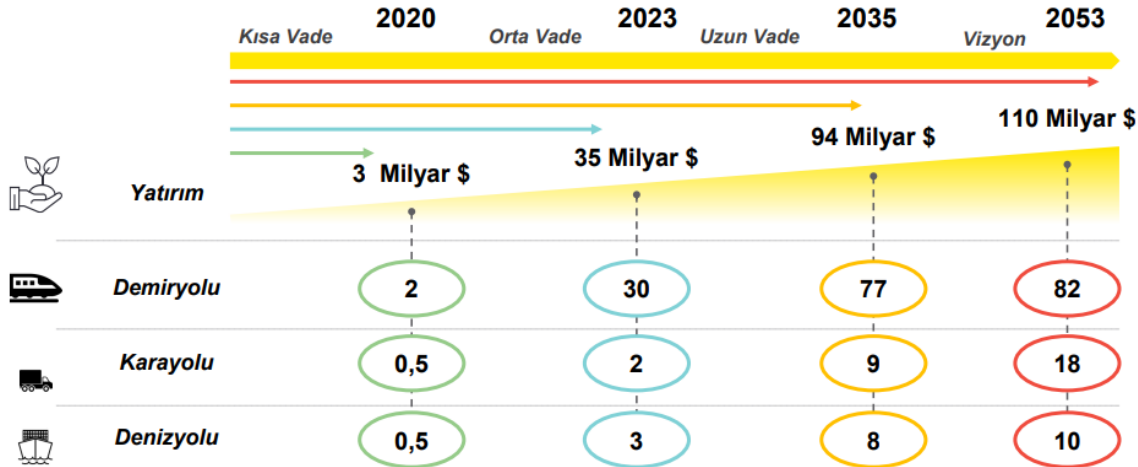 2020 2023 2035 2053
Kısa Vade Orta Vade Uzun Vade Vizyon
110 Milyar $
94 Milyar $
35 Milyar $
3 Milyar $
Yatırım
Demiryolu 2 30 77 82
Karayolu 0,5 2 9 18
Denizyolu 0,5 3 8 10